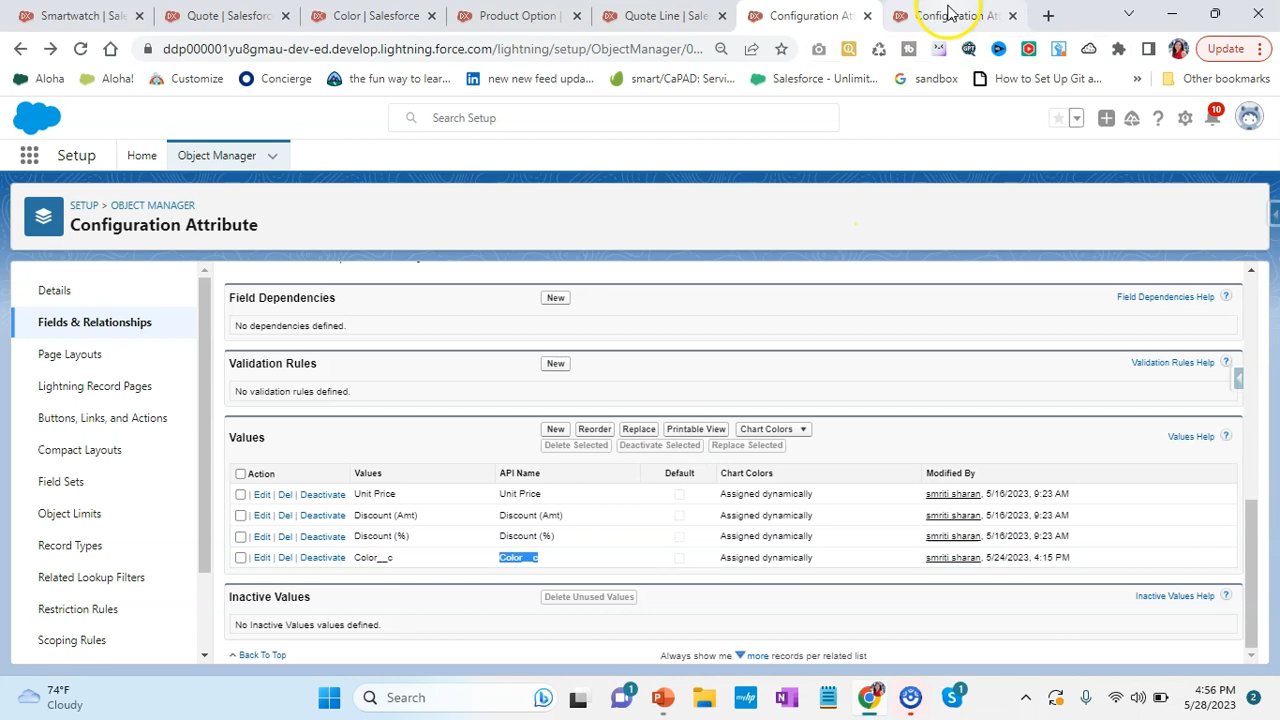 Smartwatch | Sal
Quote | Salesfor
Color | Salesforce
Product Option |
Quote Line | Sale
Configuration At
Configuration At
ddp000001yu8gmau-dev-ed.develop.lightning.force.com/lightning/setup/ObjectManager/0...
Update
Aloha
Aloha!
Customize
Concierge
the fun way to lear...
new new feed upda...
smart/CaPAD: Servi...
Salesforce - Unlimit...
sandbox
How to Set Up Git a...
»
Other bookmarks
Search Setup
10
Setup
Home
Object Manager
SETUP > OBJECT MANAGER
Configuration Attribute
Details
Fields & Relationships
Page Layouts
Lightning Record Pages
Buttons, Links, and Actions
Compact Layouts
Field Sets
Object Limits
Record Types
Related Lookup Filters
Restriction Rules
Scoping Rules
Field Dependencies
New
Field Dependencies Help ?
No dependencies defined.
Validation Rules
New
Validation Rules Help ?
No validation rules defined.
Values
New Reorder Replace Printable View Chart Colors
Delete Selected Deactivate Selected Replace Selected
Values Help ?
Action Values API Name Default Chart Colors Modified By
Edit | Del | Deactivate Unit Price Unit Price Assigned dynamically smriti sharan, 5/16/2023, 9:23 AM
Edit | Del | Deactivate Discount (Amt) Discount (Amt) Assigned dynamically smriti sharan, 5/16/2023, 9:23 AM
Edit | Del | Deactivate Discount (%) Discount (%) Assigned dynamically smriti sharan, 5/16/2023, 9:23 AM
Edit | Del | Deactivate Color__c Color__c Assigned dynamically smriti sharan, 5/24/2023, 4:15 PM
Inactive Values
Delete Unused Values
Inactive Values Help ?
No Inactive Values values defined.
Back To Top
Always show me more records per related list
74°F
Cloudy
Search
1
1
4:56 PM
5/28/2023
2